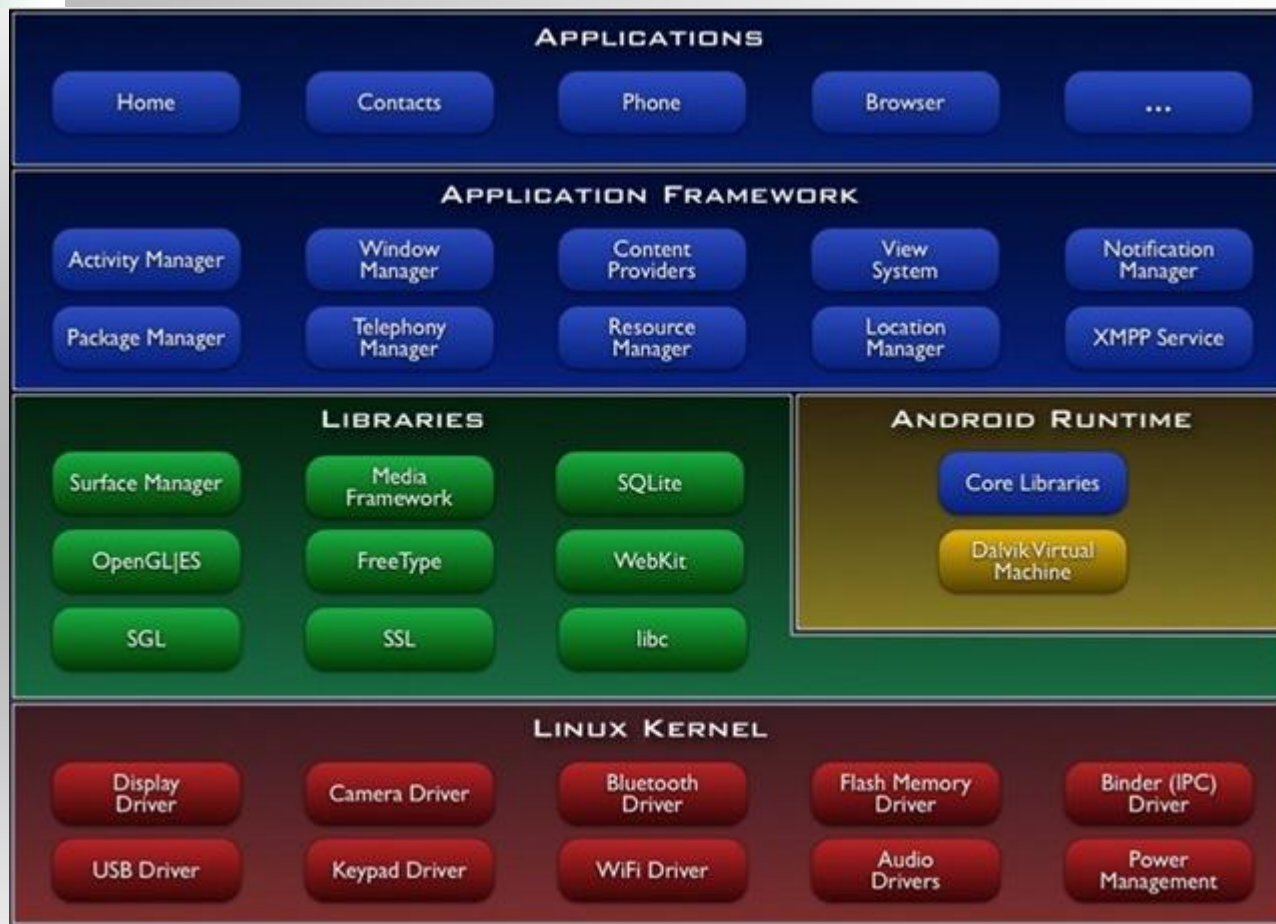 APPLICATIONS
Home
Contacts
Phone
Browser
...
APPLICATION FRAMEWORK
Activity Manager
Window
Manager
Content
Providers
View
System
Notification
Manager
Package Manager
Telephony
Manager
Resource
Manager
Location
Manager
XMPP Service
LIBRARIES
Surface Manager
Media
Framework
SQLite
OpenGL|ES
FreeType
WebKit
SGL
SSL
libc
ANDROID RUNTIME
Core Libraries
Dalvik Virtual
Machine
LINUX KERNEL
Display
Driver
Camera Driver
Bluetooth
Driver
Flash Memory
Driver
Binder (IPC)
Driver
USB Driver
Keypad Driver
WiFi Driver
Audio
Drivers
Power
Management